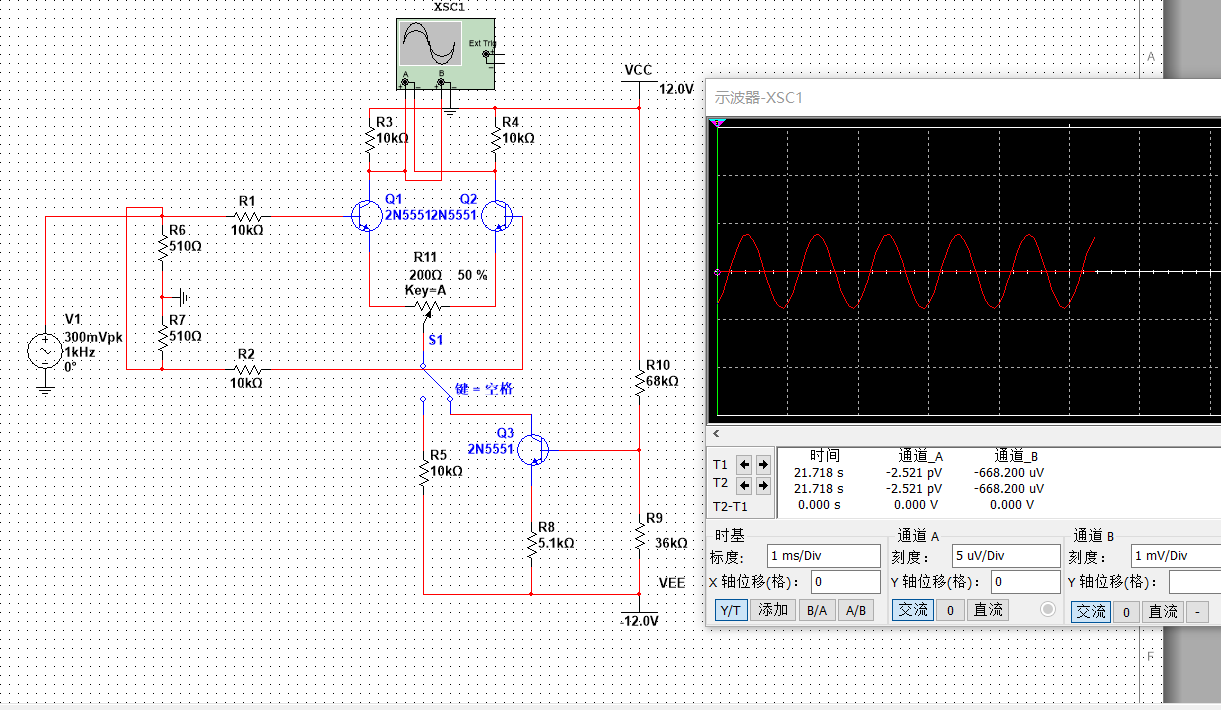 XSC1
Ext Trig
+
A
B
+
+
VCC
12.0V
R3
10kΩ
R4
10kΩ
Q1
2N5551
Q2
2N5551
R1
10kΩ
R6
510Ω
R11
200Ω 50 %
Key=A
V1
300mVpk
1kHz
0°
R7
510Ω
S1
R2
10kΩ
键 = 空格
R10
68kΩ
Q3
2N5551
R5
10kΩ
R8
5.1kΩ
R9
36kΩ
VEE
-12.0V
A
F
示波器-XSC1
<
时间 通道_A 通道_B
T1 21.718 s -2.521 pV -668.200 uV
T2 21.718 s -2.521 pV -668.200 uV
T2-T1 0.000 s 0.000 V 0.000 V
时基
标度： 1 ms/Div
X 轴位移(格)： 0
Y/T 添加 B/A A/B
通道 A
刻度： 5 uV/Div
Y 轴位移(格)： 0
交流 0 直流
通道 B
刻度： 1 mV/Div
Y 轴位移(格)：
交流 0 直流 -